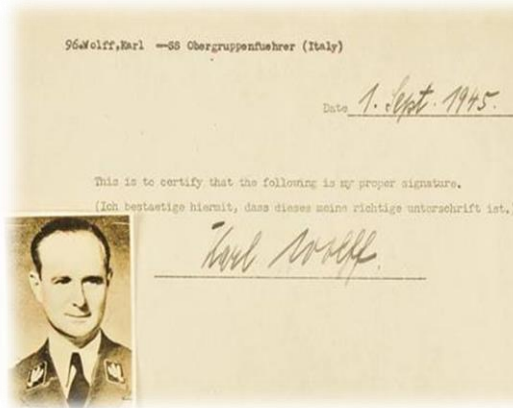 96.Wolff,Karl —SS Obergruppenfuehrer (Italy)
Date 1. Sept. 1945.
This is to certify that the following is my proper signature.
(Ich bestaetige hiermit, dass dieses meine richtige unterschrift ist.)
Karl Wolff.